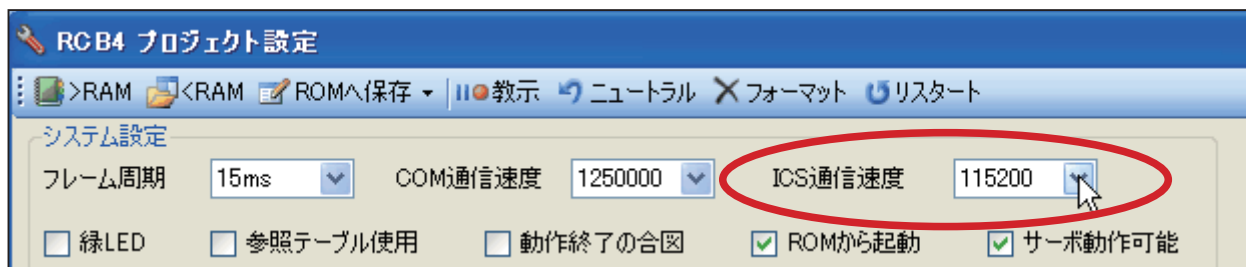 RCB4 プロジェクト設定
>RAM <RAM ROMへ保存 教示 ニュートラル フォーマット リスタート
システム設定
フレーム周期 15ms COM通信速度 1250000 ICS通信速度 115200
緑LED 参照テーブル使用 動作終了の合図 ROMから起動 サーボ動作可能